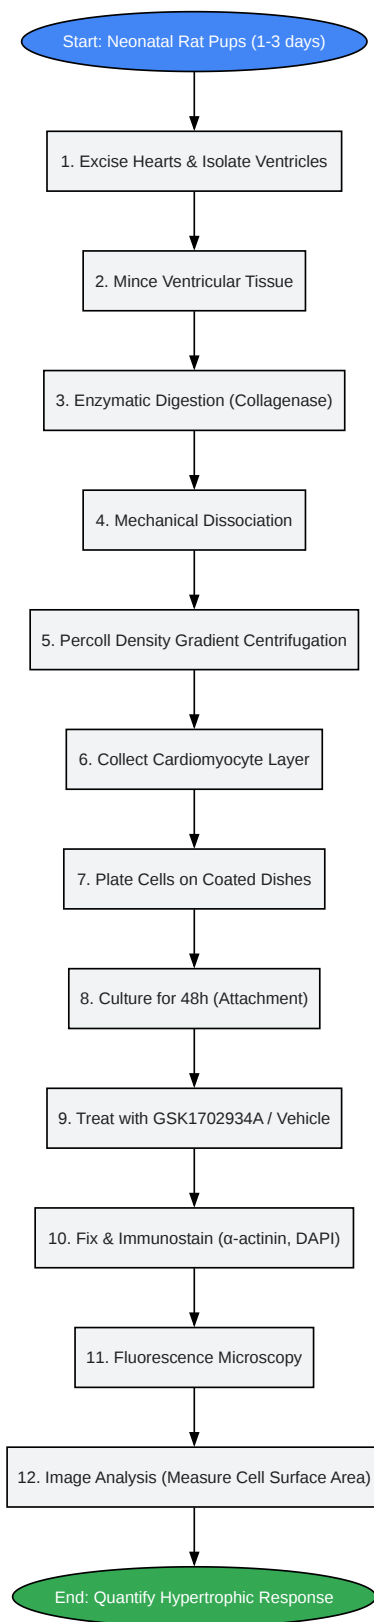 Start: Neonatal Rat Pups (1-3 days)
1. Excise Hearts & Isolate Ventricles
2. Mince Ventricular Tissue
3. Enzymatic Digestion (Collagenase)
4. Mechanical Dissociation
5. Percoll Density Gradient Centrifugation
6. Collect Cardiomyocyte Layer
7. Plate Cells on Coated Dishes
8. Culture for 48h (Attachment)
9. Treat with GSK1702934A / Vehicle
10. Fix & Immunostain (α-actinin, DAPI)
11. Fluorescence Microscopy
12. Image Analysis (Measure Cell Surface Area)
End: Quantify Hypertrophic Response